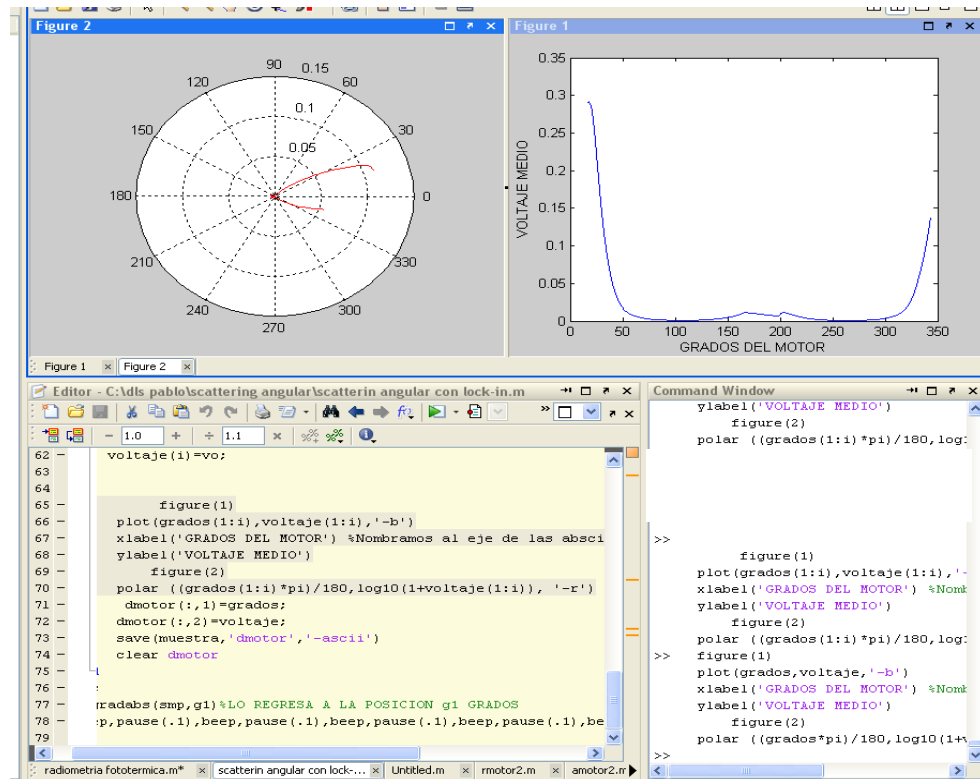 Figure 2
Figure 1
90
0.15
120
60
0.1
150
30
0.05
180
0
210
330
240
300
270
0.35
0.3
0.25
0.2
0.15
0.1
0.05
0
0
50
100
150
200
250
300
350
VOLTAJE MEDIO
GRADOS DEL MOTOR
Figure 1
Figure 2
Editor - C:\dls pablo\scattering angular\scatterin angular con lock-in.m
1.0
1.1
62 voltaje(i)=vo;
63
64
65 figure(1)
66 plot(grados(1:i),voltaje(1:i),'-b')
67 xlabel('GRADOS DEL MOTOR') %Nombramos al eje de las absci
68 ylabel('VOLTAJE MEDIO')
69 figure(2)
70 polar ((grados(1:i)*pi)/180,log10(1+voltaje(1:i)), '-r')
71 dmotor(:,1)=grados;
72 dmotor(:,2)=voltaje;
73 save(muestra,'dmotor','-ascii')
74 clear dmotor
75
76
77 gradabs(smp,g1)%LO REGRESA A LA POSICION g1 GRADOS
78 p,pause(.1),beep,pause(.1),beep,pause(.1),beep,pause(.1),be
79
radiometria fototermica.m*
scatterin angular con lock-...
Untitled.m
rmotor2.m
amotor2.m
Command Window
ylabel('VOLTAJE MEDIO')
figure(2)
polar ((grados(1:i)*pi)/180,log1
>>
figure(1)
plot(grados(1:i),voltaje(1:i),'-
xlabel('GRADOS DEL MOTOR') %Nomb
ylabel('VOLTAJE MEDIO')
figure(2)
polar ((grados(1:i)*pi)/180,log1
>> figure(1)
plot(grados,voltaje,'-b')
xlabel('GRADOS DEL MOTOR') %Nomb
ylabel('VOLTAJE MEDIO')
figure(2)
polar ((grados*pi)/180,log10(1+v
>>